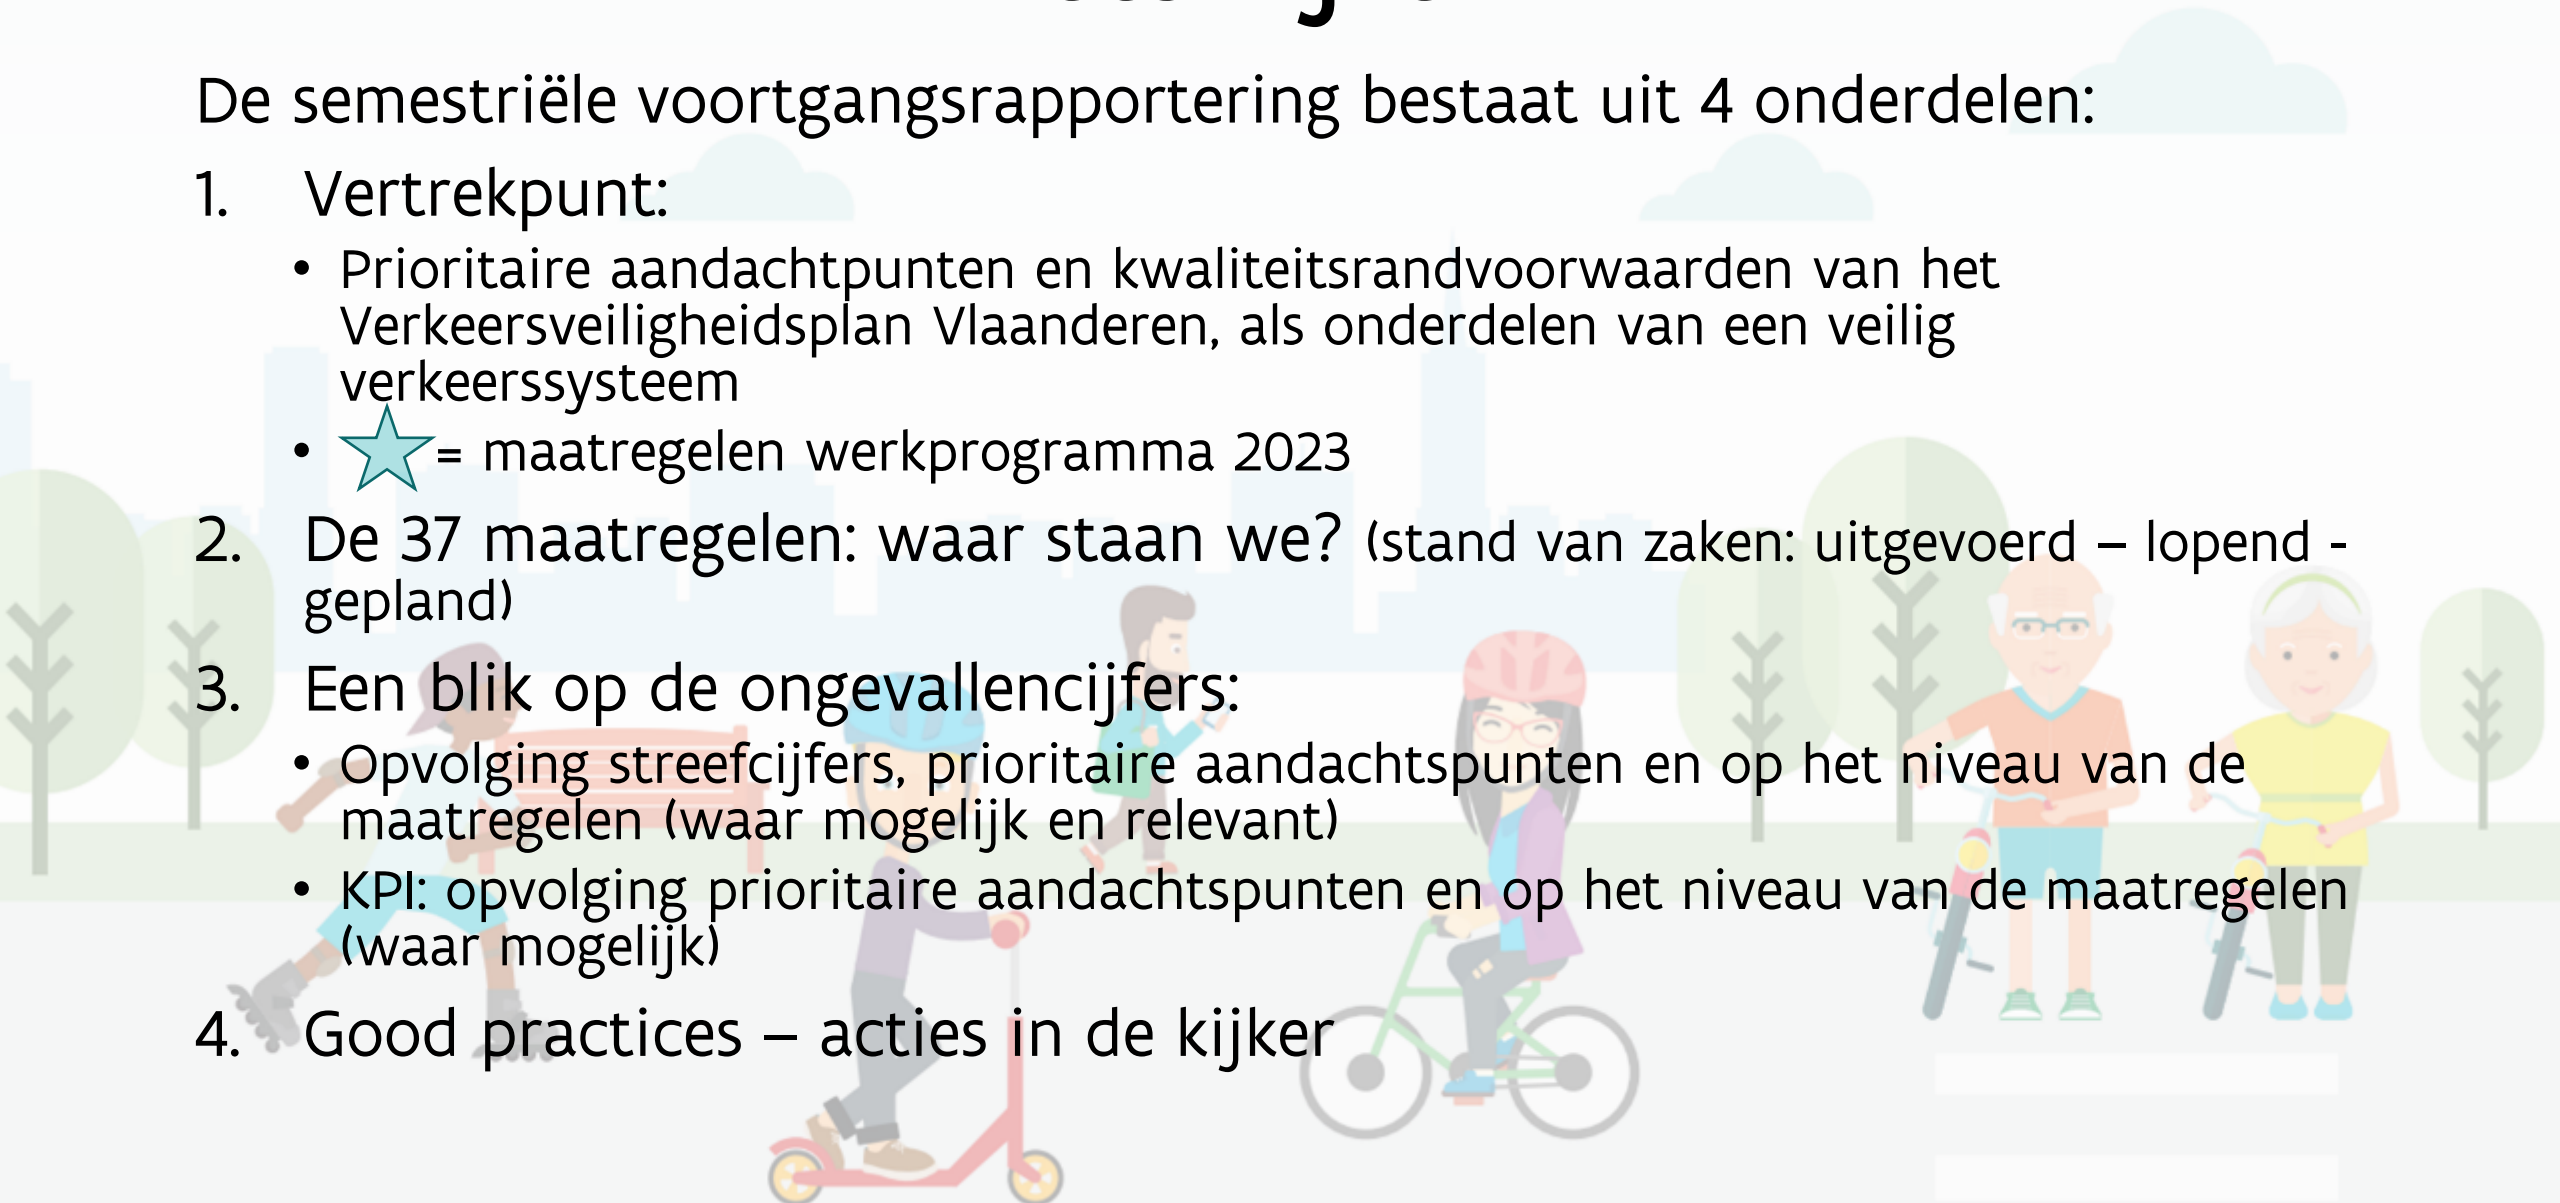 De semestriële voortgangsrapportering bestaat uit 4 onderdelen:
1. Vertrekpunt:
• Prioritaire aandachtpunten en kwaliteitsrandvoorwaarden van het
Verkeersveiligheidsplan Vlaanderen, als onderdelen van een veilig
verkeerssysteem
• = maatregelen werkprogramma 2023
2. De 37 maatregelen: waar staan we? (stand van zaken: uitgevoerd – lopend -
gepland)
3. Een blik op de ongevallencijfers:
• Opvolging streefcijfers, prioritaire aandachtspunten en op het niveau van de
maatregelen (waar mogelijk en relevant)
• KPI: opvolging prioritaire aandachtspunten en op het niveau van de maatregelen
(waar mogelijk)
4. Good practices – acties in de kijker